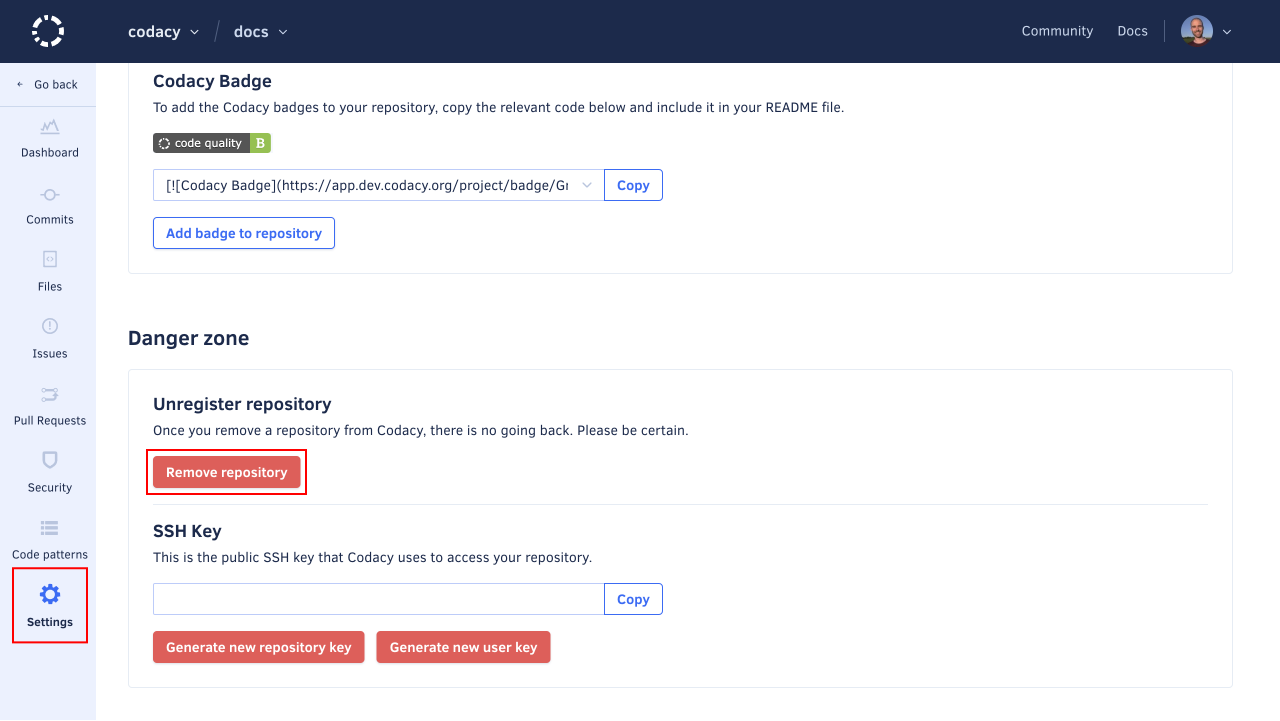 codacy
docs
Community
Docs
Go back
Dashboard
Commits
Files
Issues
Pull Requests
Security
Code patterns
Settings
Codacy Badge
To add the Codacy badges to your repository, copy the relevant code below and include it in your README file.
code quality B
[![Codacy Badge](https://app.dev.codacy.org/project/badge/Gr
Copy
Add badge to repository
Danger zone
Unregister repository
Once you remove a repository from Codacy, there is no going back. Please be certain.
Remove repository
SSH Key
This is the public SSH key that Codacy uses to access your repository.
Copy
Generate new repository key
Generate new user key